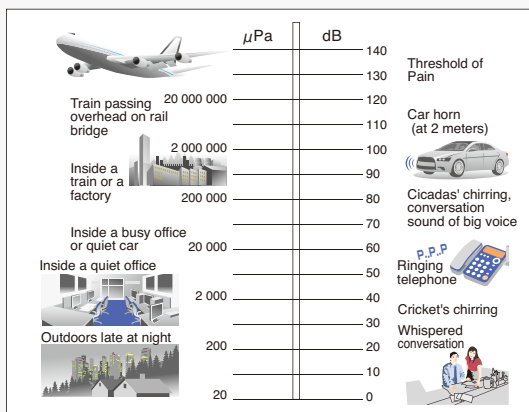 µPa
dB
140
130
120
110
100
90
80
70
60
50
40
30
20
10
0
20 000 000
2 000 000
200 000
20 000
2 000
200
20
Train passing
overhead on rail
bridge
Inside a
train or a
factory
Inside a busy office
or quiet car
Inside a quiet office
Outdoors late at night
Threshold of
Pain
Car horn
(at 2 meters)
Cicadas' chirring,
conversation
sound of big voice
P..P..P
Ringing
telephone
Cricket's chirring
Whispered
conversation